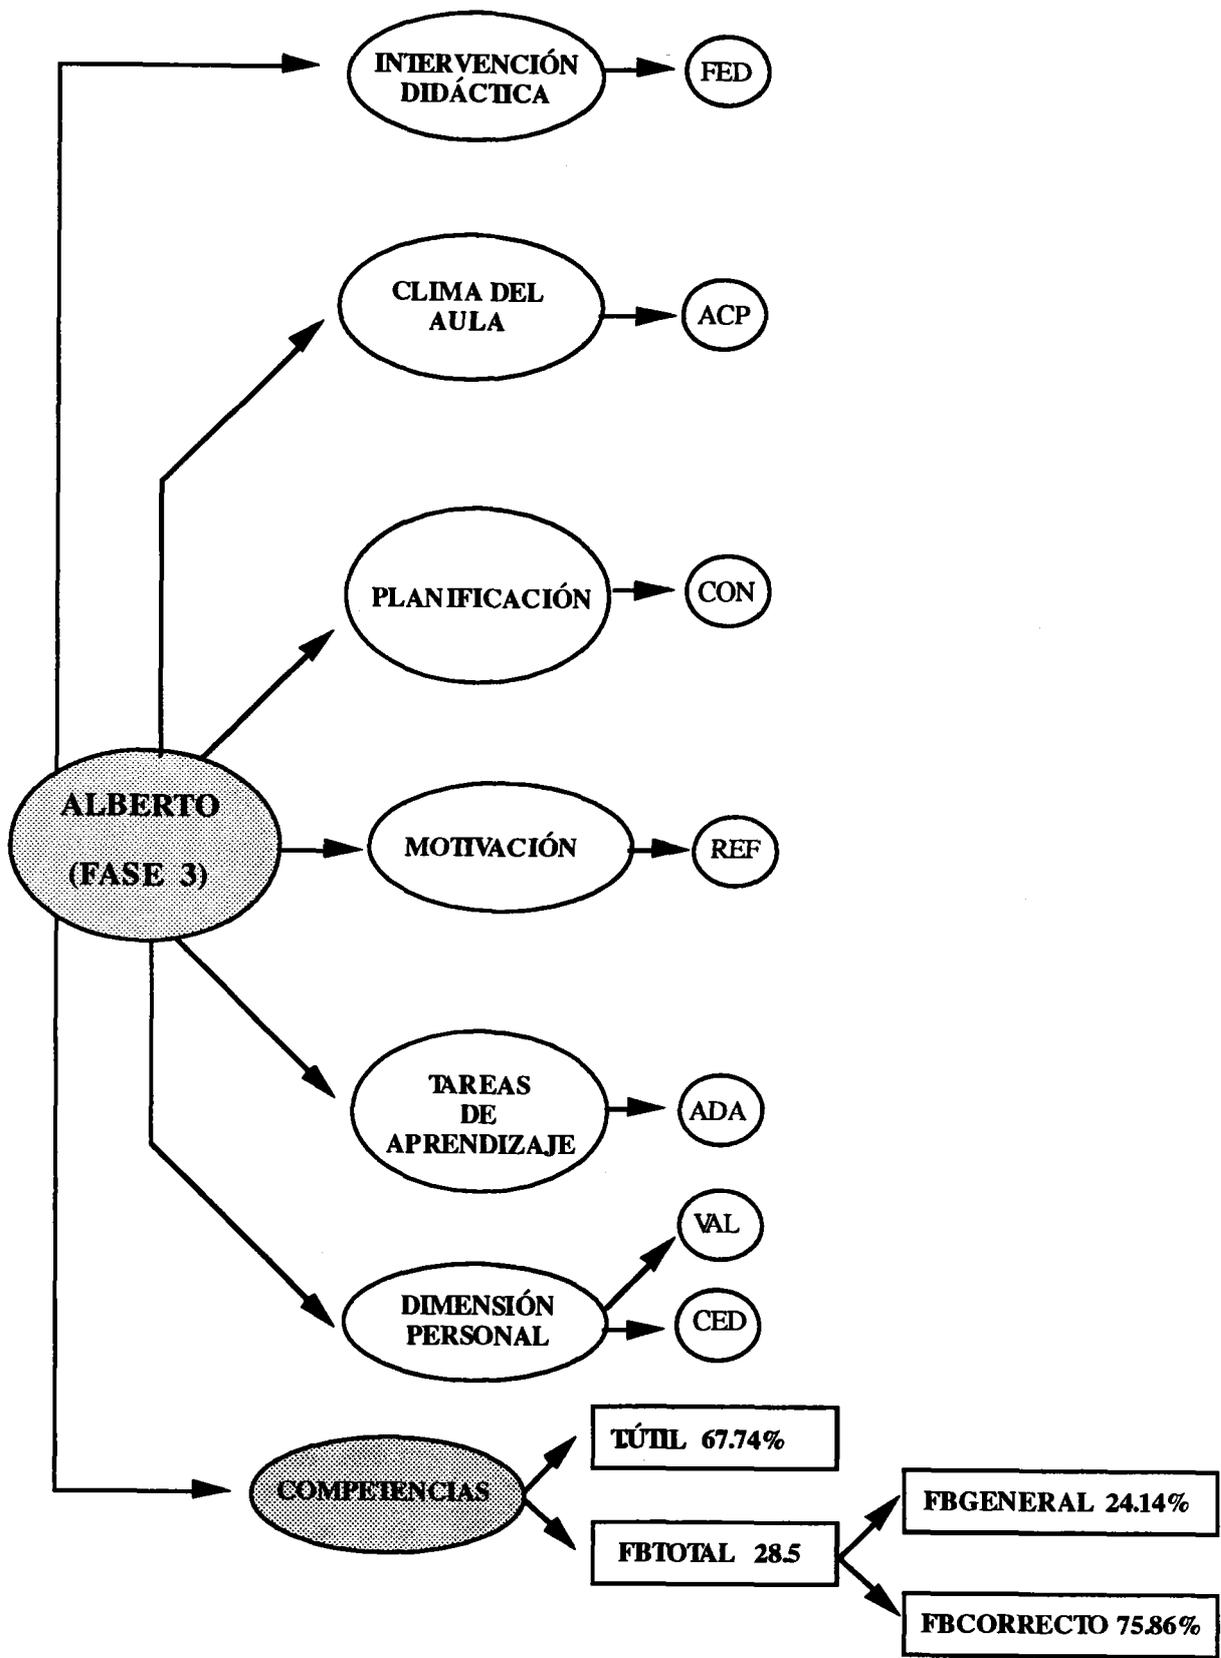 INTERVENCIÓN
DIDÁCTICA
FED
CLIMA DEL
AULA
ACP
PLANIFICACIÓN
CON
ALBERTO
(FASE 3)
MOTIVACIÓN
REF
TAREAS
DE
APRENDIZAJE
ADA
VAL
DIMENSIÓN
PERSONAL
CED
COMPETENCIAS
T.ÚTIL 67.74%
FBTOTAL 28.5
FBGENERAL 24.14%
FBCORRECTO 75.86%